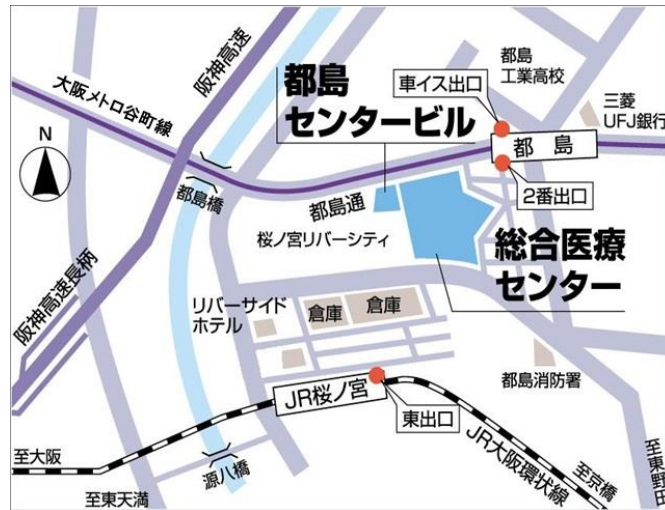 阪神高速
大阪メトロ谷町線
都島
センタービル
都島
工業高校
車イス出口
三菱
UFJ銀行
都 島
2番出口
N
都島橋
都島通
桜ノ宮リバーシティ
総合医療
センター
阪神高速長柄
リバーサイド
ホテル
倉庫
倉庫
都島消防署
JR桜ノ宮
東出口
JR大阪環状線
至大阪
源八橋
至東天満
至京橋
至東野田